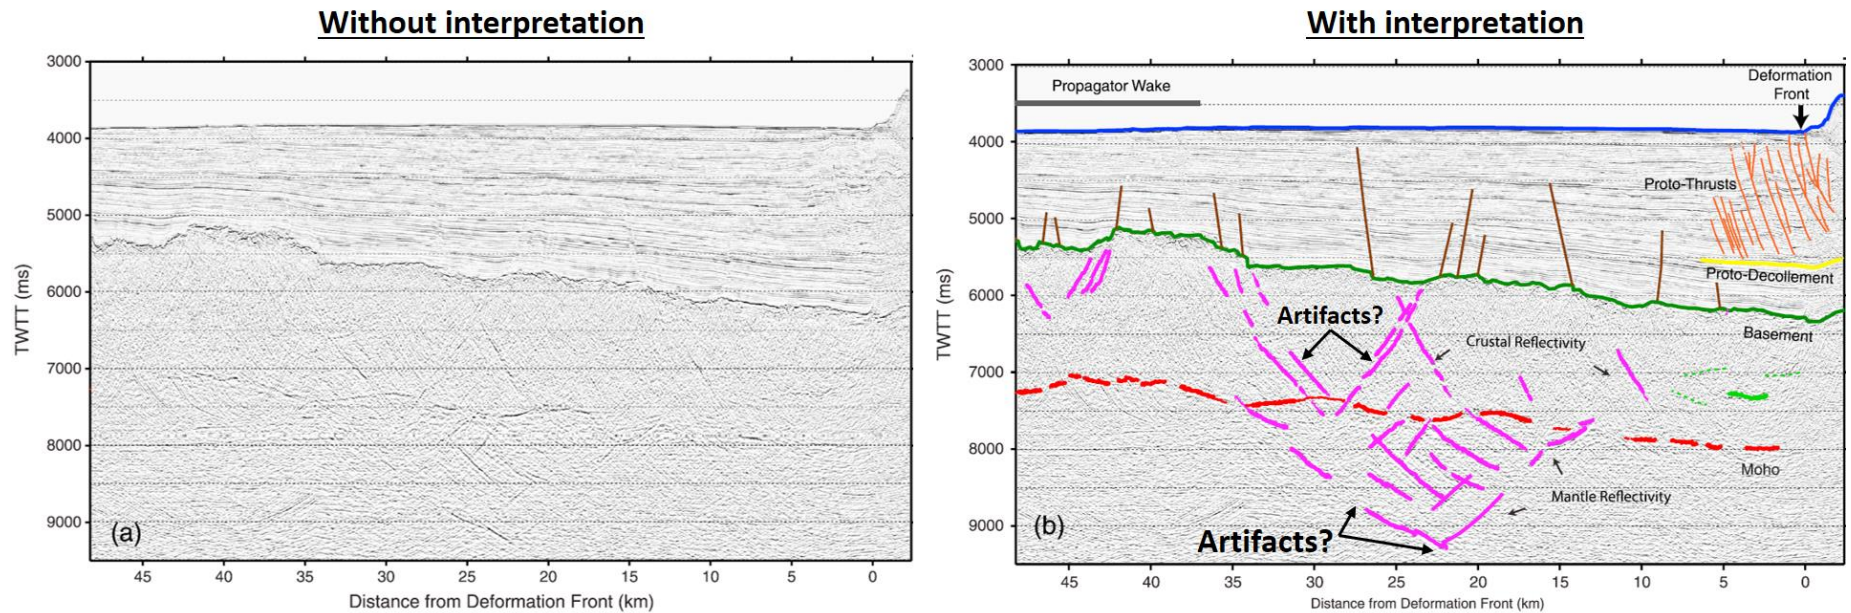 Without interpretation
3000
4000
5000
6000
7000
8000
9000
TWTT (ms)
(a)
45 40 35 30 25 20 15 10 5 0
Distance from Deformation Front (km)
With interpretation
3000
4000
5000
6000
7000
8000
9000
TWTT (ms)
Propagator Wake
Deformation
Front
Proto-Thrusts
Proto-Decollement
Basement
Artifacts?
Crustal Reflectivity
Moho
Mantle Reflectivity
Artifacts?
(b)
45 40 35 30 25 20 15 10 5 0
Distance from Deformation Front (km)